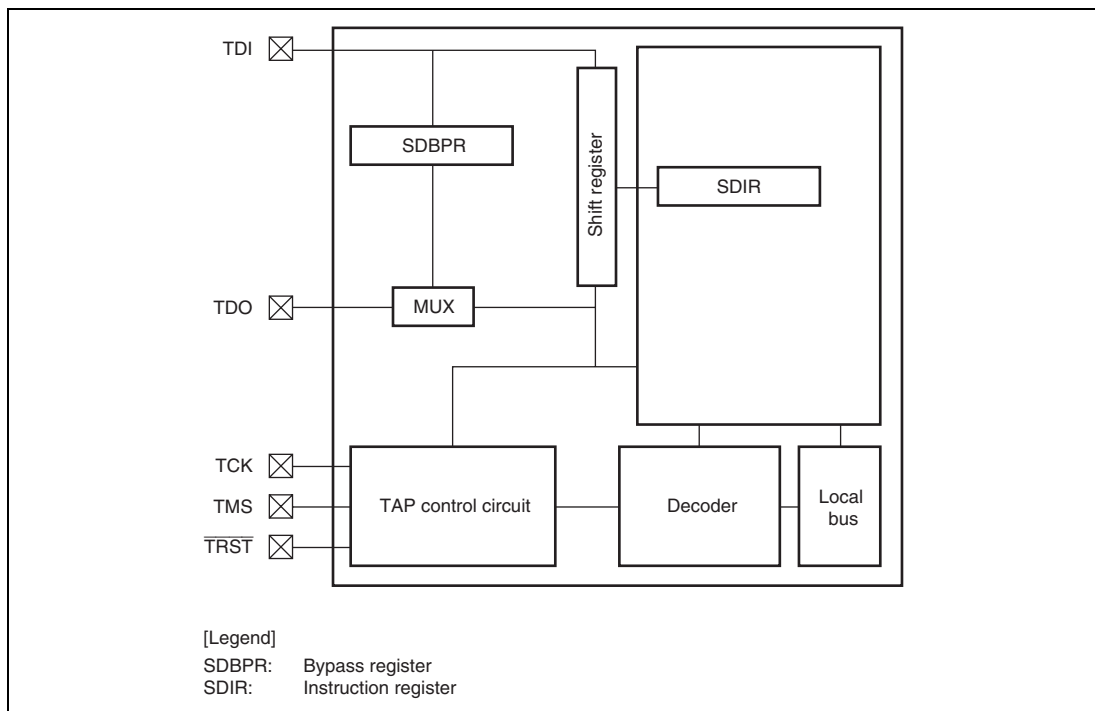 TDI
SDBPR
Shift register
SDIR
TDO
MUX
TCK
TMS
TRST
TAP control circuit
Decoder
Local
bus
[Legend]
SDBPR: Bypass register
SDIR: Instruction register